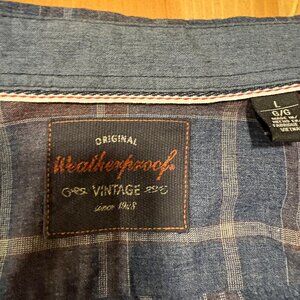 ORIGINAL
Weatherproof
VINTAGE
since 1948
L
G/G